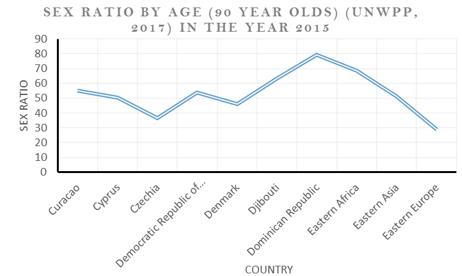 SEX RATIO BY AGE (90 YEAR OLDS) (UNWPP,
2017) IN THE YEAR 2015
90
80
70
60
50
40
30
20
10
0
SEX RATIO
Curacao
Cyprus
Czechia
Democratic Republic of...
Denmark
Djibouti
Dominican Republic
Eastern Africa
Eastern Asia
Eastern Europe
COUNTRY